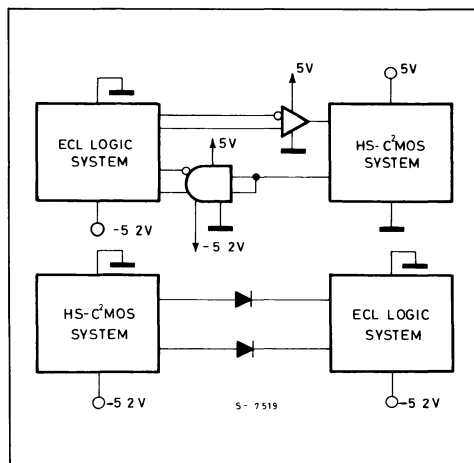 5V
5V
ECL LOGIC
SYSTEM
HS-C²MOS
SYSTEM
5V
-5 2V
-5 2V
HS-C²MOS
SYSTEM
ECL LOGIC
SYSTEM
-5 2V
S- 7519
-5 2V